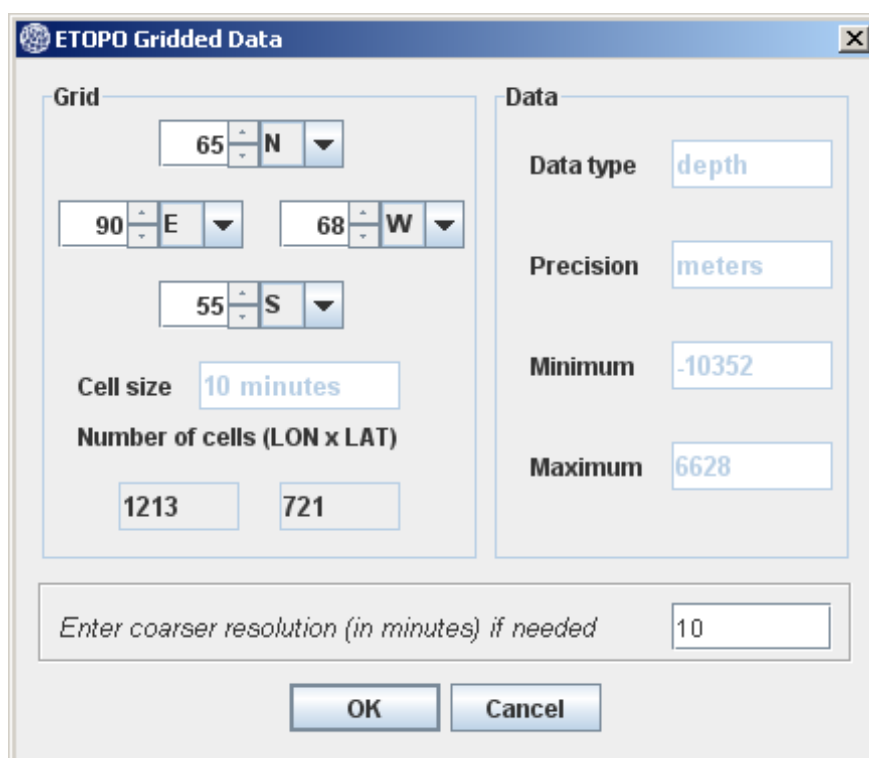 ETOPO Gridded Data
Grid
65 N
90 E 68 W
55 S
Cell size 10 minutes
Number of cells (LON x LAT)
1213 721
Data
Data type depth
Precision meters
Minimum -10352
Maximum 6628
Enter coarser resolution (in minutes) if needed 10
OK Cancel